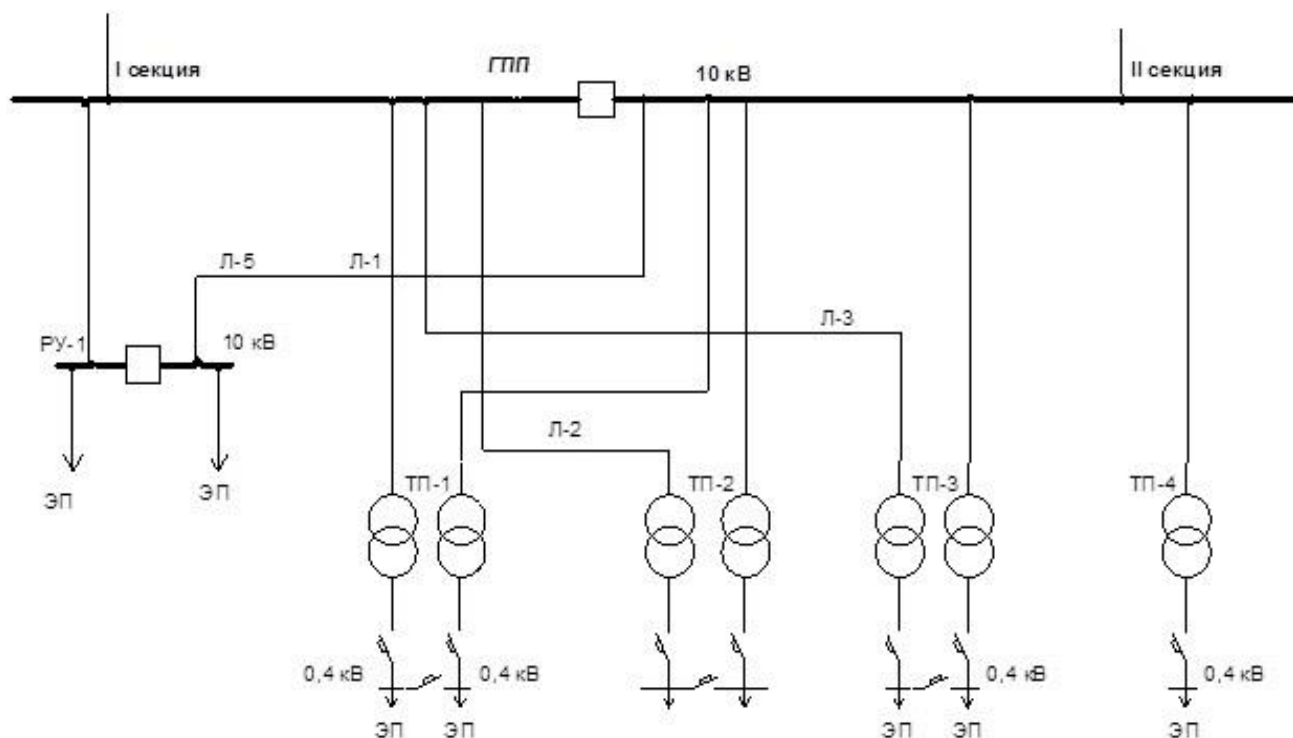 I секция
ГПП
10 кВ
II секция
Л-5
Л-1
Л-3
РУ-1
10 кВ
Л-2
ЭП
ЭП
ТП-1
ТП-2
ТП-3
ТП-4
0,4 кВ
0,4 кВ
0,4 кВ
0,4 кВ
ЭП
ЭП
ЭП
ЭП
ЭП